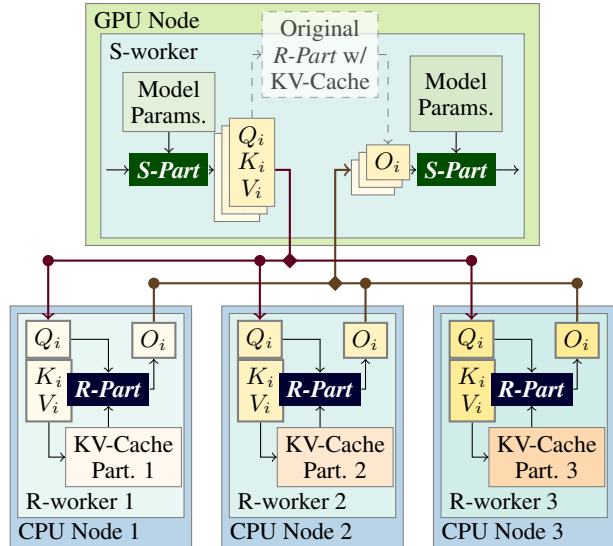 GPU Node
S-worker
Original
R-Part w/
KV-Cache
Model
Params.
Model
Params.
S-Part
Q_i
K_i
V_i
O_i
S-Part
Q_i
O_i
K_i
V_i
R-Part
KV-Cache
Part. 1
R-worker 1
CPU Node 1
Q_i
O_i
K_i
V_i
R-Part
KV-Cache
Part. 2
R-worker 2
CPU Node 2
Q_i
O_i
K_i
V_i
R-Part
KV-Cache
Part. 3
R-worker 3
CPU Node 3